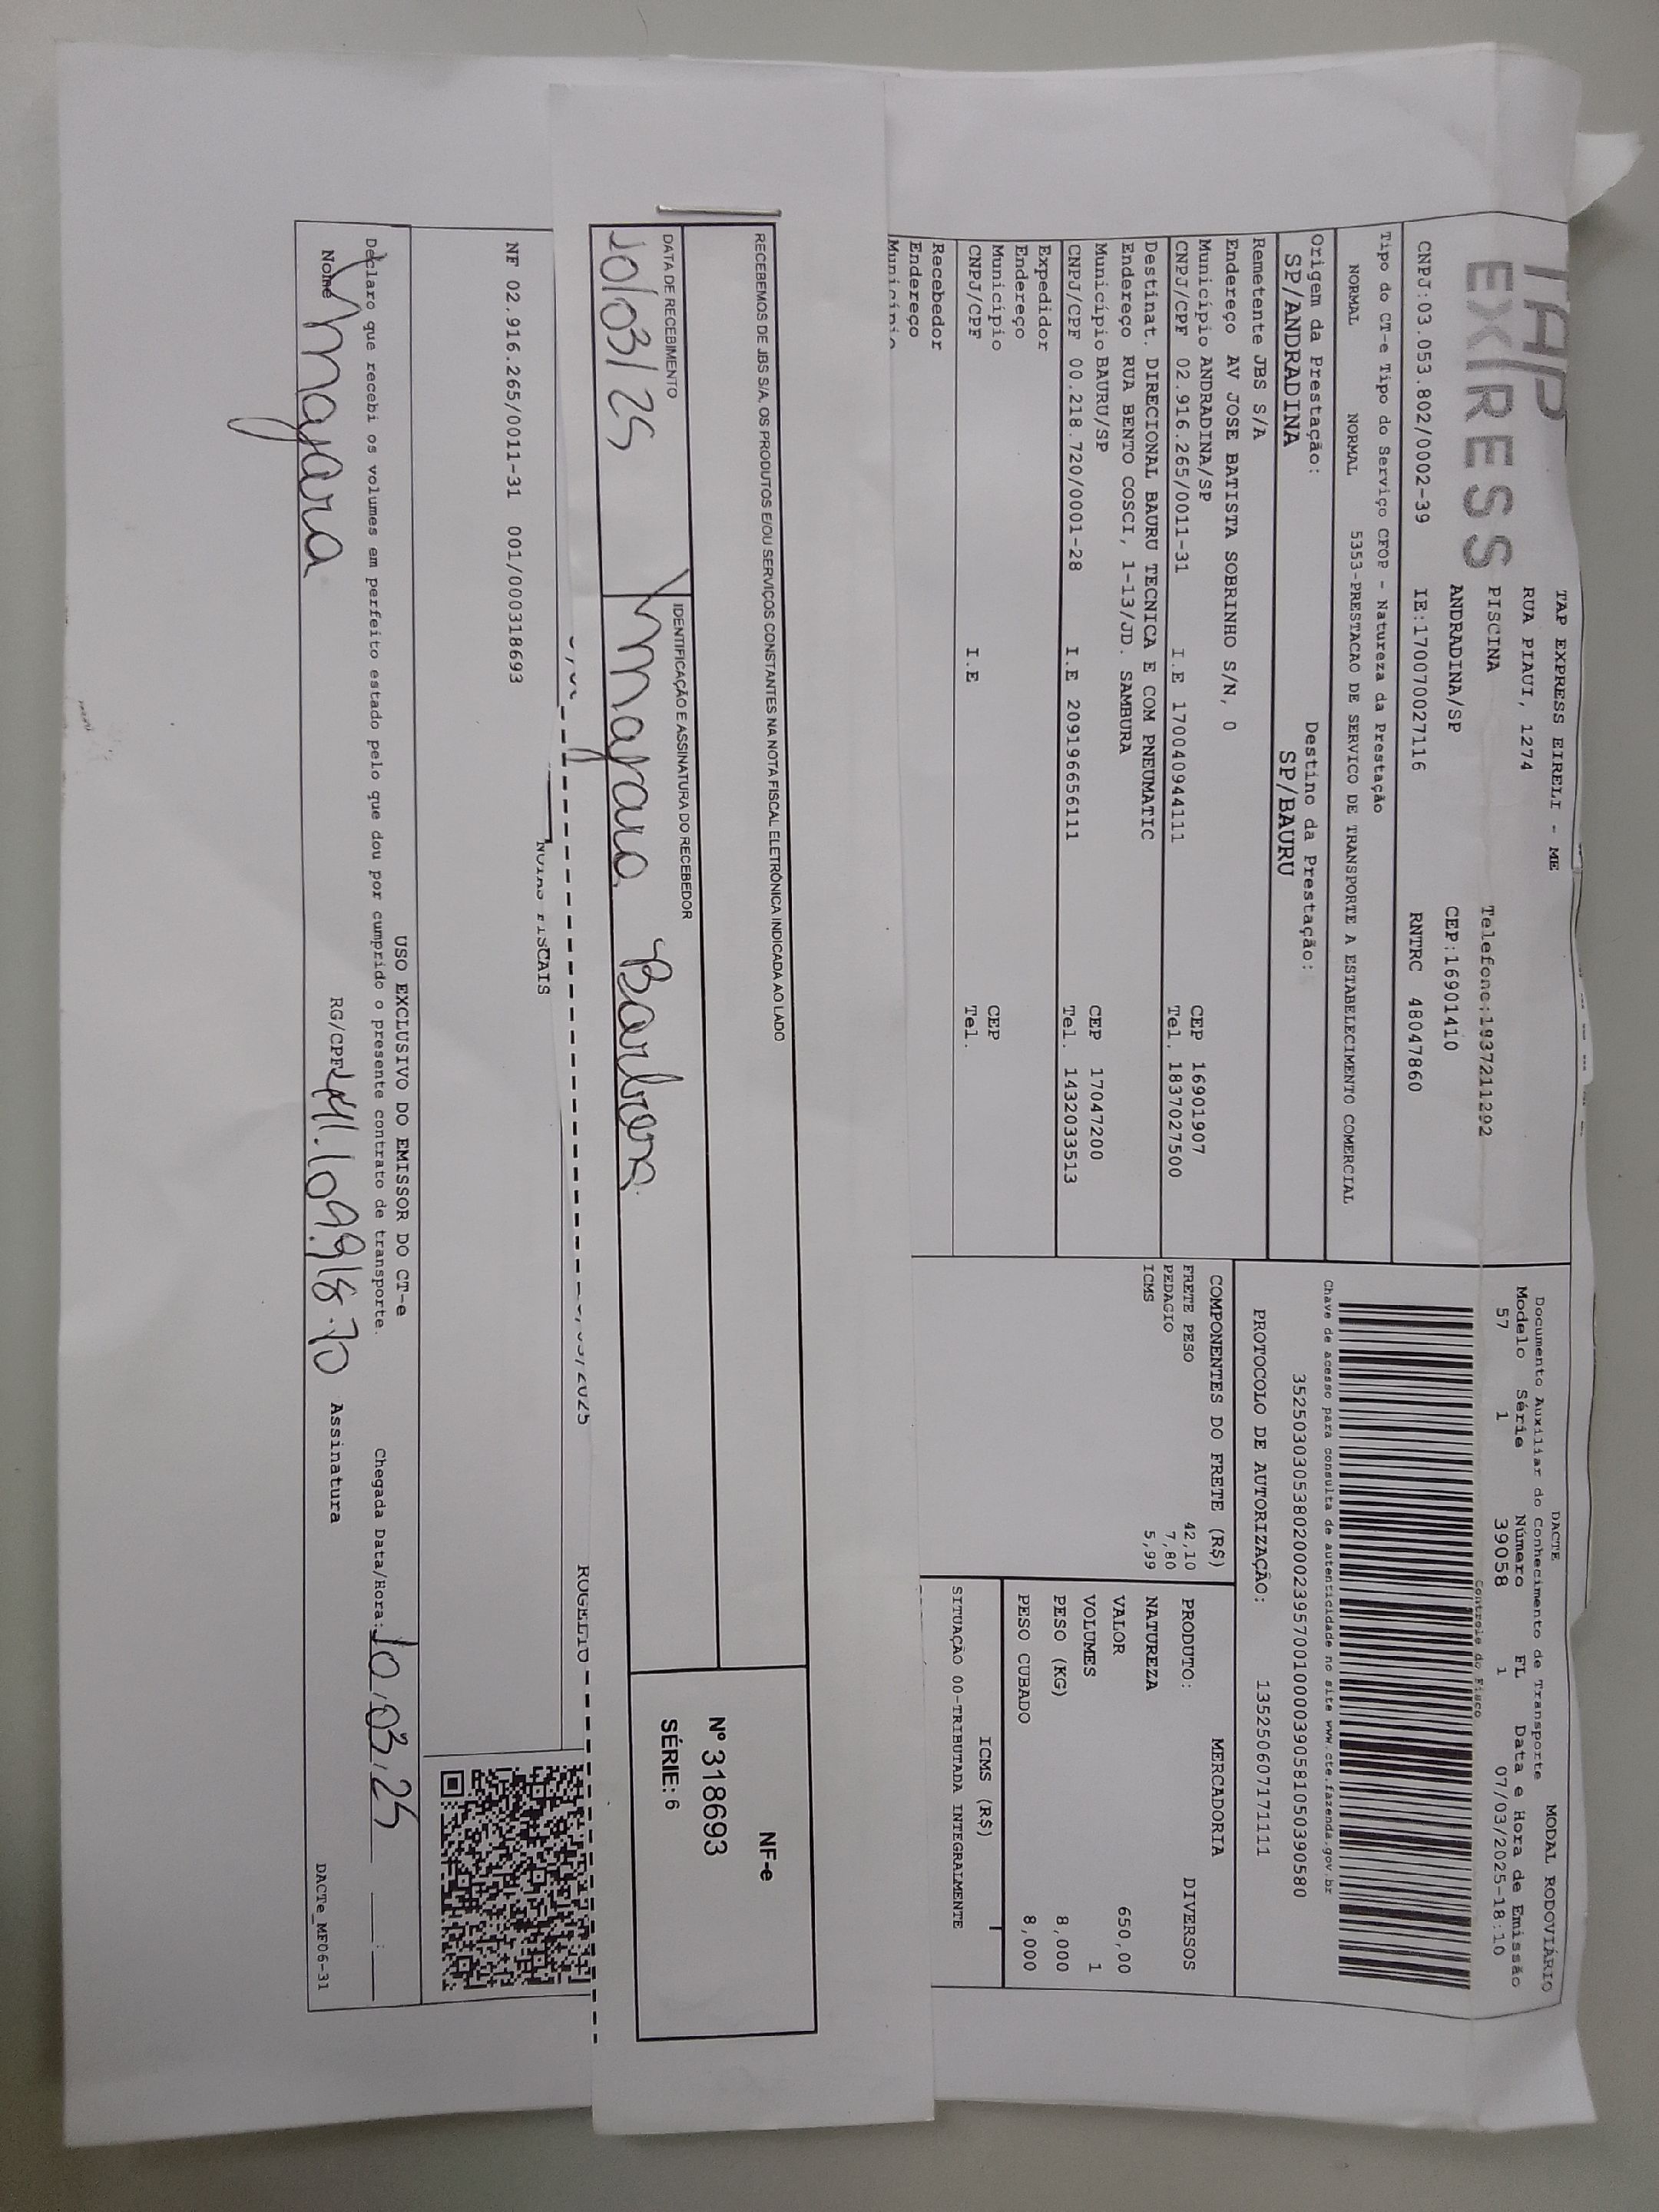 TAP
EXPRESS
TAP EXPRESS EIRELI - ME
RUA PIAUI, 1274
PISCINA Telefone:1837211292
ANDRADINA/SP CEP:16901410
CNPJ:03.053.802/0002-39 IE:170070027116 RNTRC 48047860
Tipo do CT-e Tipo do Serviço CFOP - Natureza da Prestação
NORMAL NORMAL 5353-PRESTACAO DE SERVICO DE TRANSPORTE A ESTABELECIMENTO COMERCIAL
Origem da Prestação: Destino da Prestação:
SP/ANDRADINA SP/BAURU
Remetente JBS S/A
Endereço AV JOSE BATISTA SOBRINHO S/N, 0
Município ANDRADINA/SP CEP 16901907
CNPJ/CPF 02.916.265/0011-31 I.E 170040944111 Tel. 1837027500
Destinat. DIRECIONAL BAURU TECNICA E COM PNEUMATIC
Endereço RUA BENTO COSCI, 1-13/JD. SAMBURA
Município BAURU/SP CEP 17047200
CNPJ/CPF 00.218.720/0001-28 I.E 209196656111 Tel. 1432033513
Expedidor
Endereço
Município CEP
CNPJ/CPF I.E Tel.
Recebedor
Endereço
Município
DACTE MODAL RODOVIÁRIO
Documento Auxiliar do Conhecimento de Transporte
Modelo Série Número FL Data e Hora de Emissão
57 1 39058 1 07/03/2025-18:10
Controle do Fisco
Chave de acesso para consulta de autenticidade no site www.cte.fazenda.gov.br
35250303053802000239570010000390581050390580
PROTOCOLO DE AUTORIZAÇÃO: 135250607171111
COMPONENTES DO FRETE (R$)
FRETE PESO 42,10
PEDAGIO 7,80
ICMS 5,99
MERCADORIA
PRODUTO: DIVERSOS
NATUREZA
VALOR 650,00
VOLUMES 1
PESO (KG) 8,000
PESO CUBADO 8,000
ICMS (R$)
SITUAÇÃO 00-TRIBUTADA INTEGRALMENTE
RECEBEMOS DE JBS S/A. OS PRODUTOS E/OU SERVIÇOS CONSTANTES NA NOTA FISCAL ELETRÔNICA INDICADA AO LADO
DATA DE RECEBIMENTO IDENTIFICAÇÃO E ASSINATURA DO RECEBEDOR
10/03/25 Mayara Barbosa
NF-e
Nº 318693
SÉRIE: 6
/2025 ROGELIO
NOTAS FISCAIS
NF 02.916.265/0011-31 001/000318693
USO EXCLUSIVO DO EMISSOR DO CT-e
Declaro que recebi os volumes em perfeito estado pelo que dou por cumprido o presente contrato de transporte. Chegada Data/Hora: 10/03/25 __:__
Nome Mayara RG/CPF 441.109.918.70 Assinatura DACTe_MF06-31